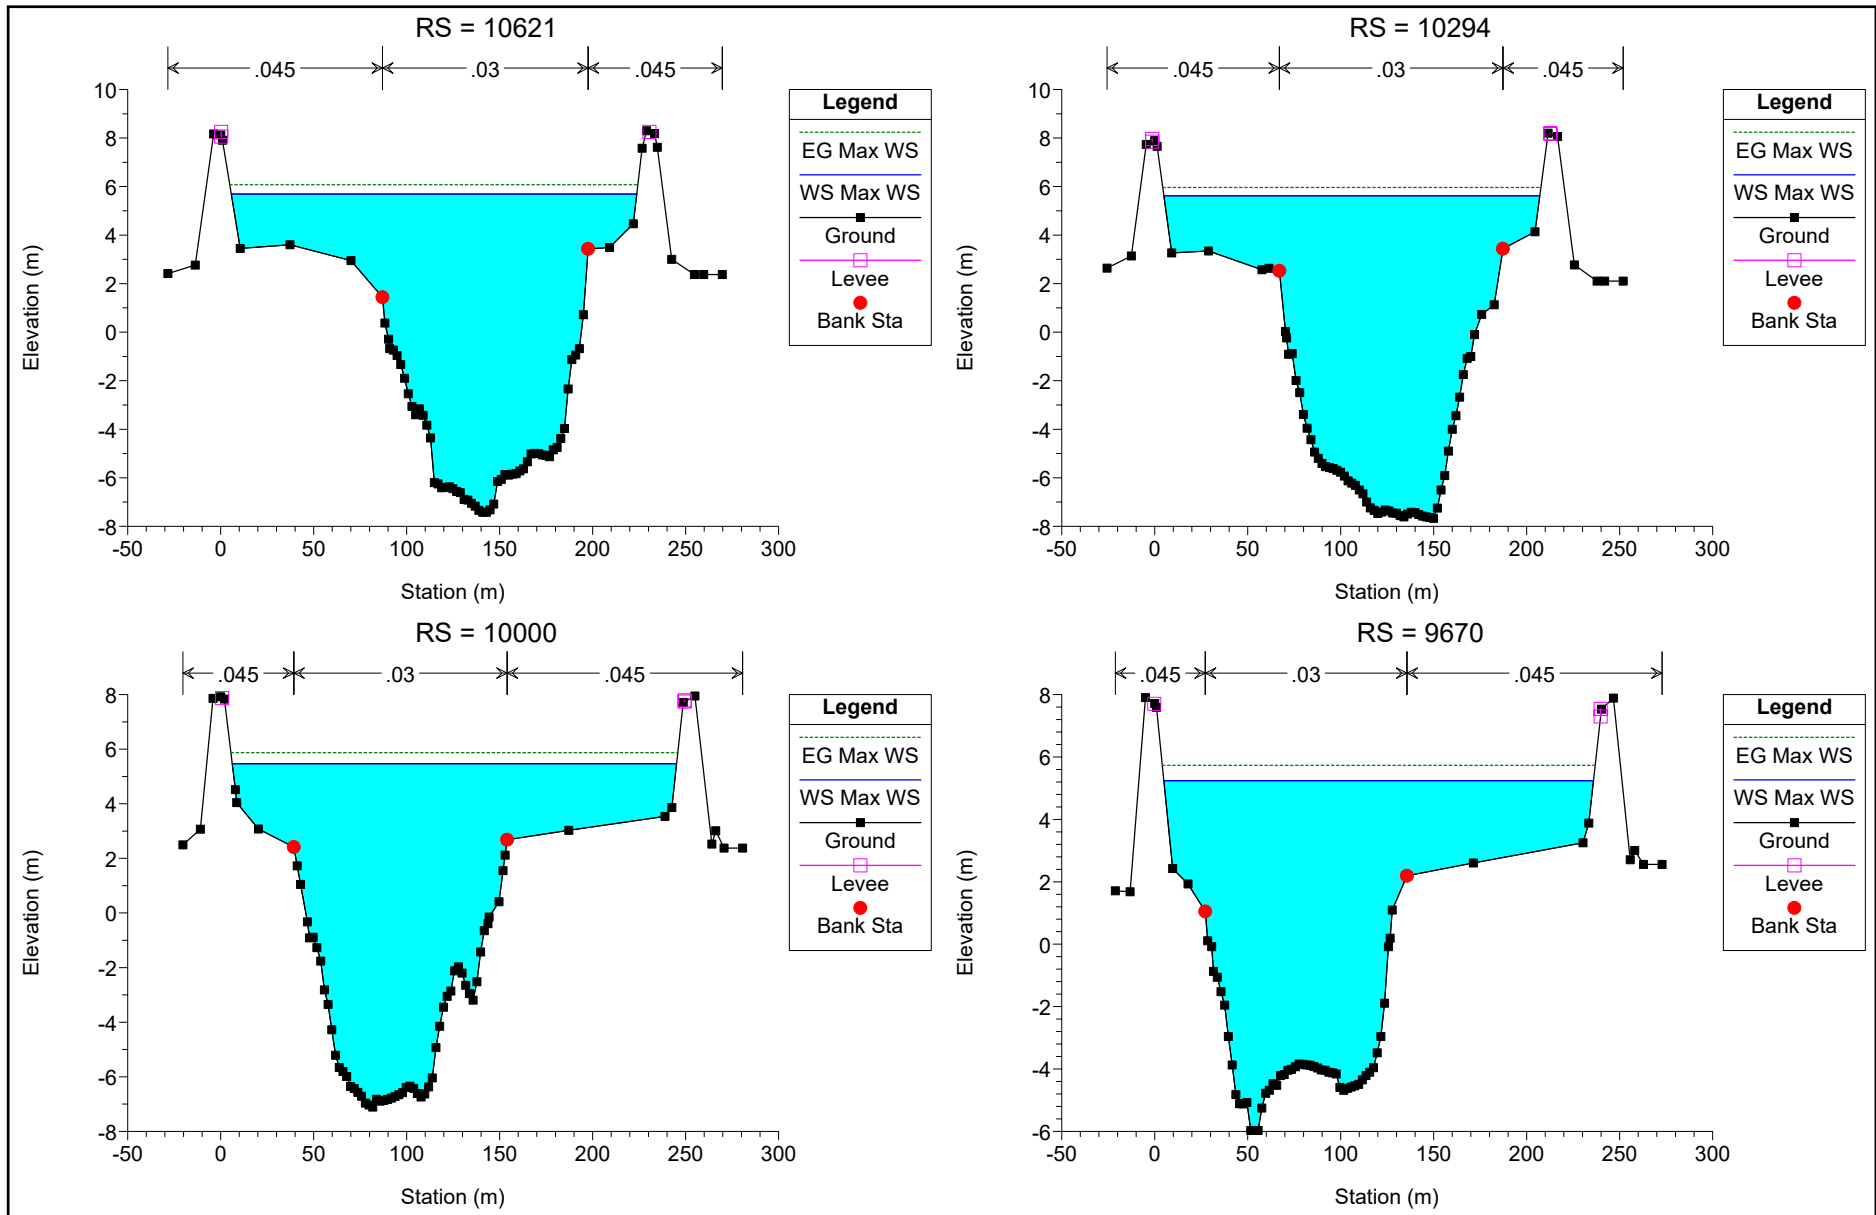 RS = 10621
.045 .03 .045
10
8
6
4
2
0
-2
-4
-6
-8
-50 0 50 100 150 200 250 300
Elevation (m)
Station (m)
Legend
EG Max WS
WS Max WS
Ground
Levee
Bank Sta
RS = 10294
.045 .03 .045
10
8
6
4
2
0
-2
-4
-6
-8
-50 0 50 100 150 200 250 300
Elevation (m)
Station (m)
Legend
EG Max WS
WS Max WS
Ground
Levee
Bank Sta
RS = 10000
.045 .03 .045
8
6
4
2
0
-2
-4
-6
-8
-50 0 50 100 150 200 250 300
Elevation (m)
Station (m)
Legend
EG Max WS
WS Max WS
Ground
Levee
Bank Sta
RS = 9670
.045 .03 .045
8
6
4
2
0
-2
-4
-6
-50 0 50 100 150 200 250 300
Elevation (m)
Station (m)
Legend
EG Max WS
WS Max WS
Ground
Levee
Bank Sta